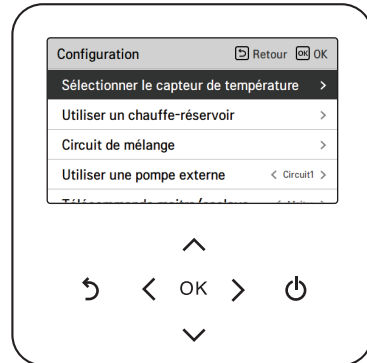 Configuration Retour OK OK
Sélectionner le capteur de température >
Utiliser un chauffe-réservoir >
Circuit de mélange >
Utiliser une pompe externe < Circuit1 >
OK